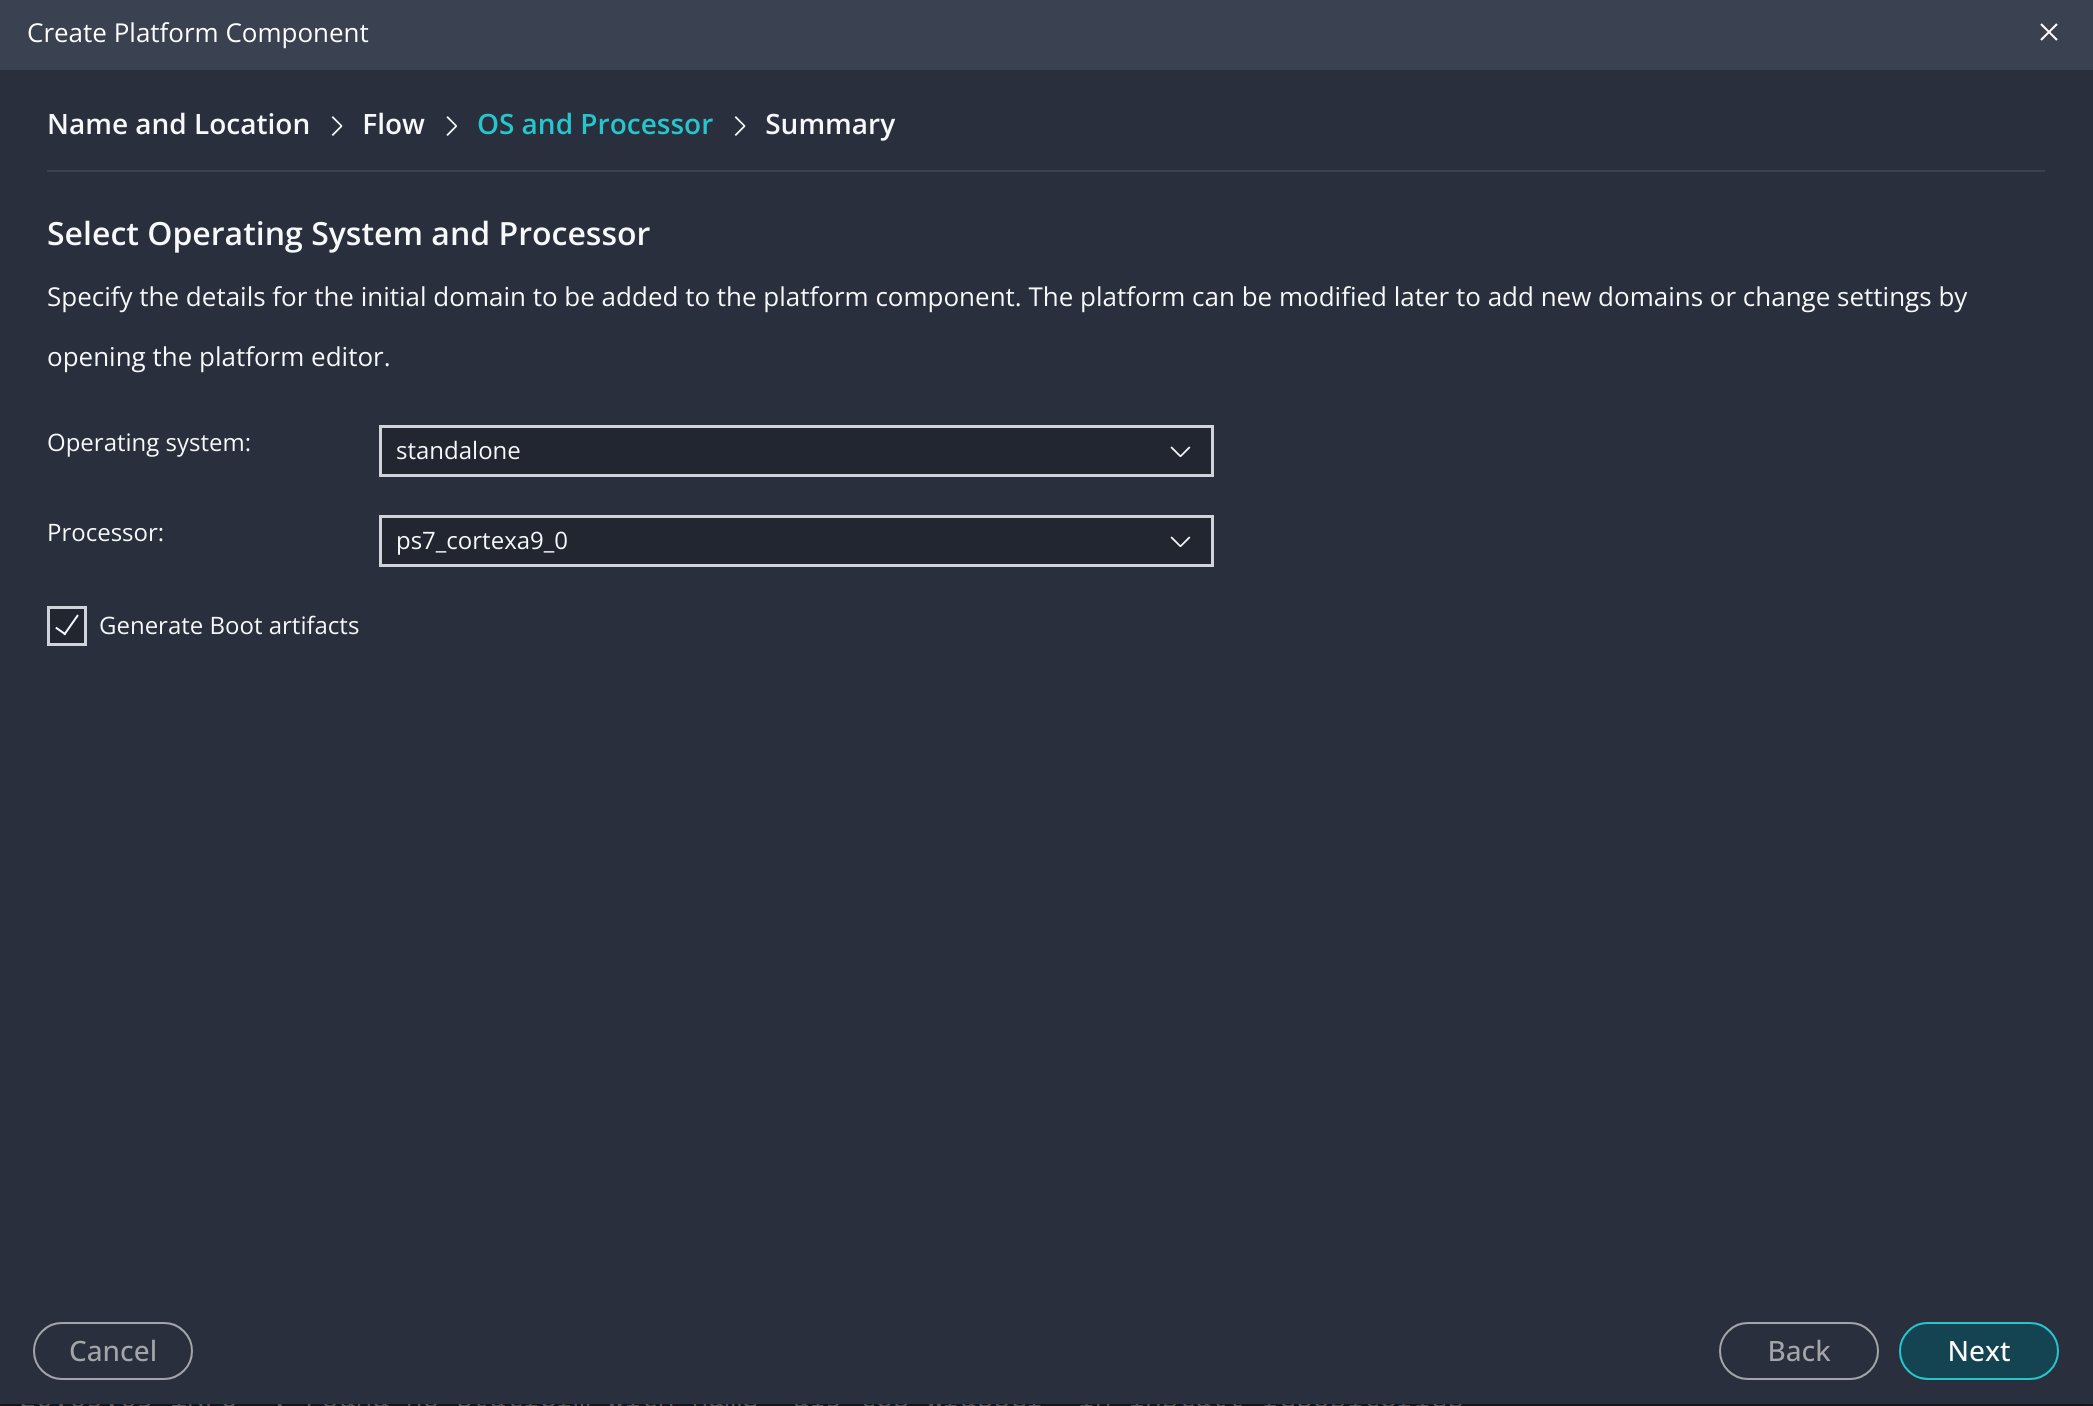 Create Platform Component
Name and Location > Flow > OS and Processor > Summary
Select Operating System and Processor
Specify the details for the initial domain to be added to the platform component. The platform can be modified later to add new domains or change settings by
opening the platform editor.
Operating system: standalone
Processor: ps7_cortexa9_0
Generate Boot artifacts
Cancel Back Next